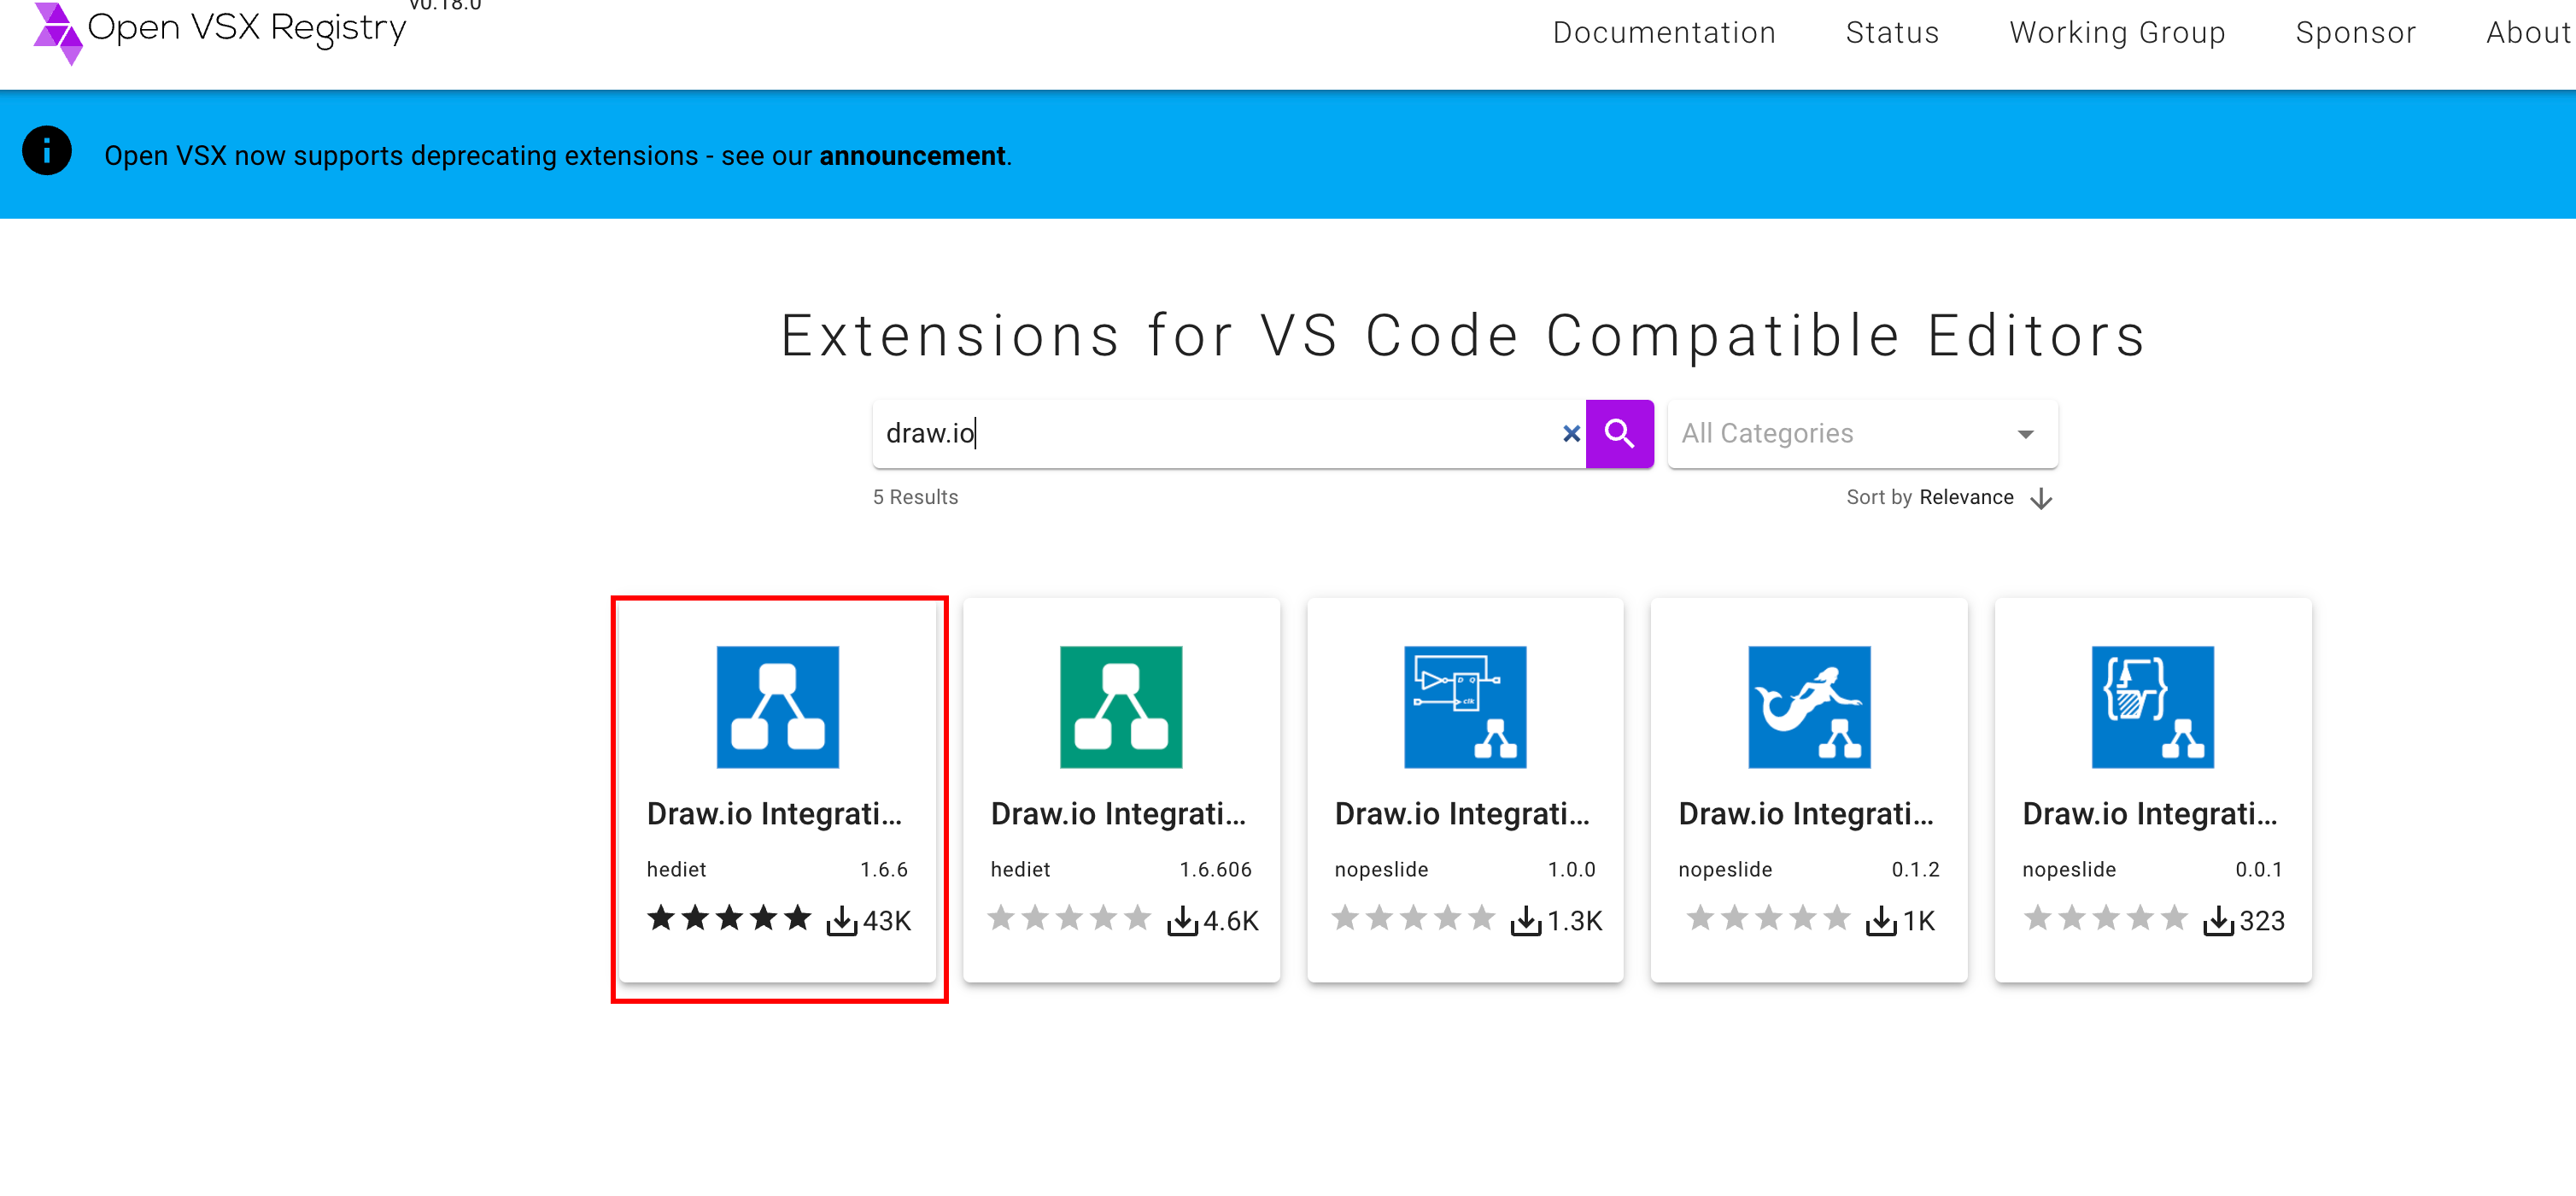 v0.18.0
Open VSX Registry
Documentation Status Working Group Sponsor About
Open VSX now supports deprecating extensions - see our announcement.
Extensions for VS Code Compatible Editors
draw.io
All Categories
5 Results
Sort by Relevance
Draw.io Integrati...
hediet 1.6.6
43K
Draw.io Integrati...
hediet 1.6.606
4.6K
Draw.io Integrati...
nopeslide 1.0.0
1.3K
Draw.io Integrati...
nopeslide 0.1.2
1K
Draw.io Integrati...
nopeslide 0.0.1
323